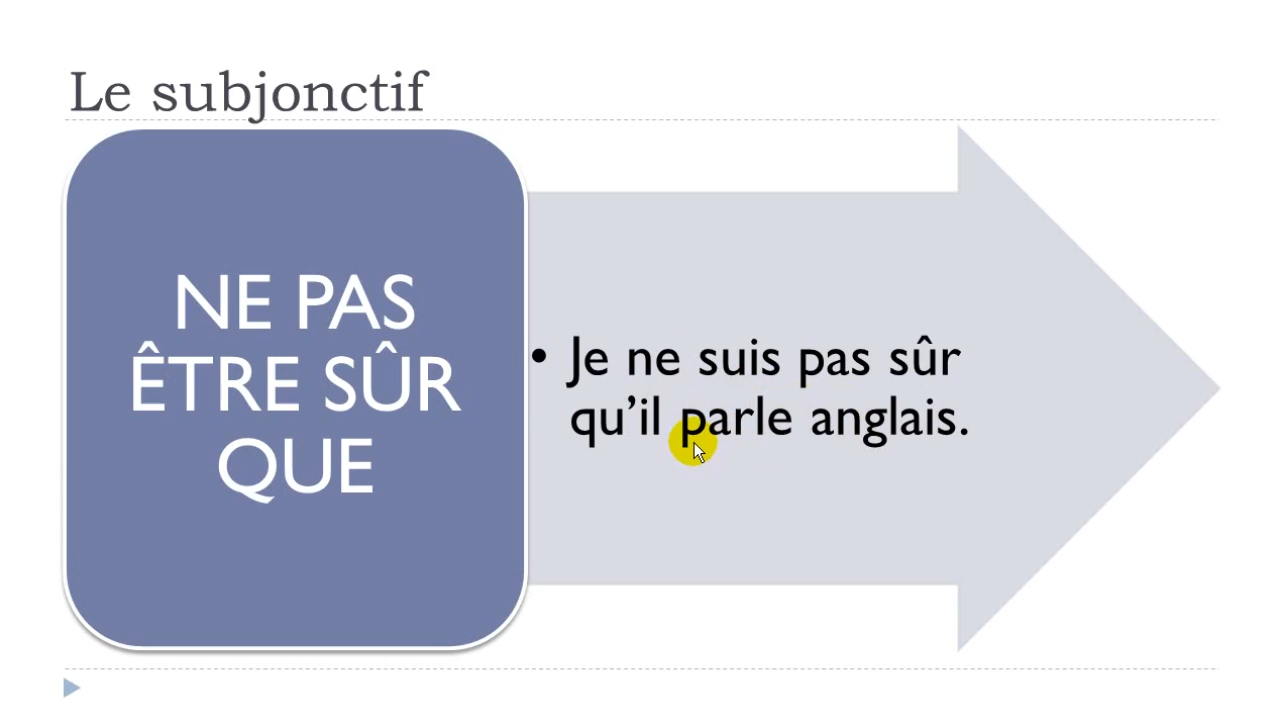 Le subjonctif
NE PAS
ÊTRE SÛR
QUE
• Je ne suis pas sûr
qu’il parle anglais.